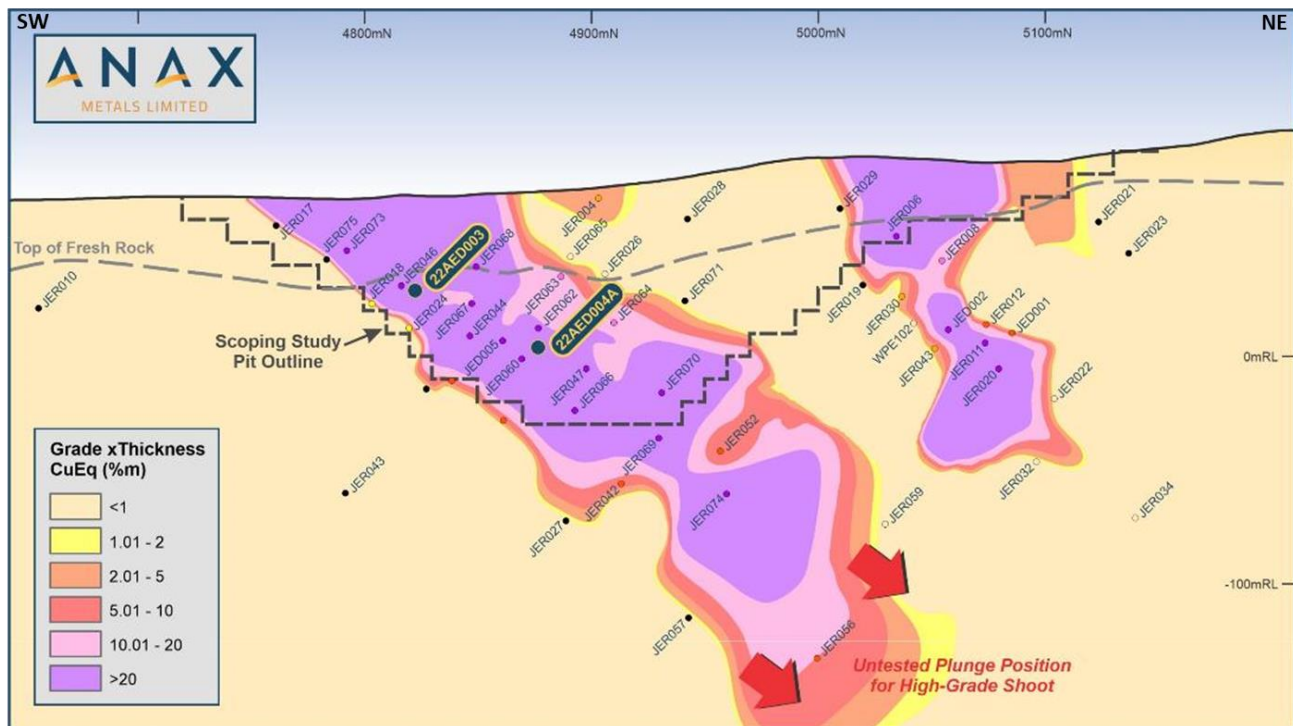 SW
4800mN
4900mN
5000mN
5100mN
NE
ANAX
METALS LIMITED
JER017
JER075
JER073
JER018
JER046
22AED003
JER068
JER004
JER065
JER026
JER028
JER029
JER006
JER008
JER021
JER023
Top of Fresh Rock
JER010
JER024
JER067
JER044
JER063
JER062
22AED004A
JER064
JER071
JER019
JER030
WPE102
JER043
JED002
JER012
JED001
JER011
JER020
JER022
Scoping Study
Pit Outline
JED005
JER060
JER047
JER066
JER070
0mRL
JER069
JER052
JER032
JER034
JER043
JER042
JER027
JER074
JER059
-100mRL
JER057
JER056
Grade xThickness
CuEq (%m)
<1
1.01 - 2
2.01 - 5
5.01 - 10
10.01 - 20
>20
Untested Plunge Position
for High-Grade Shoot